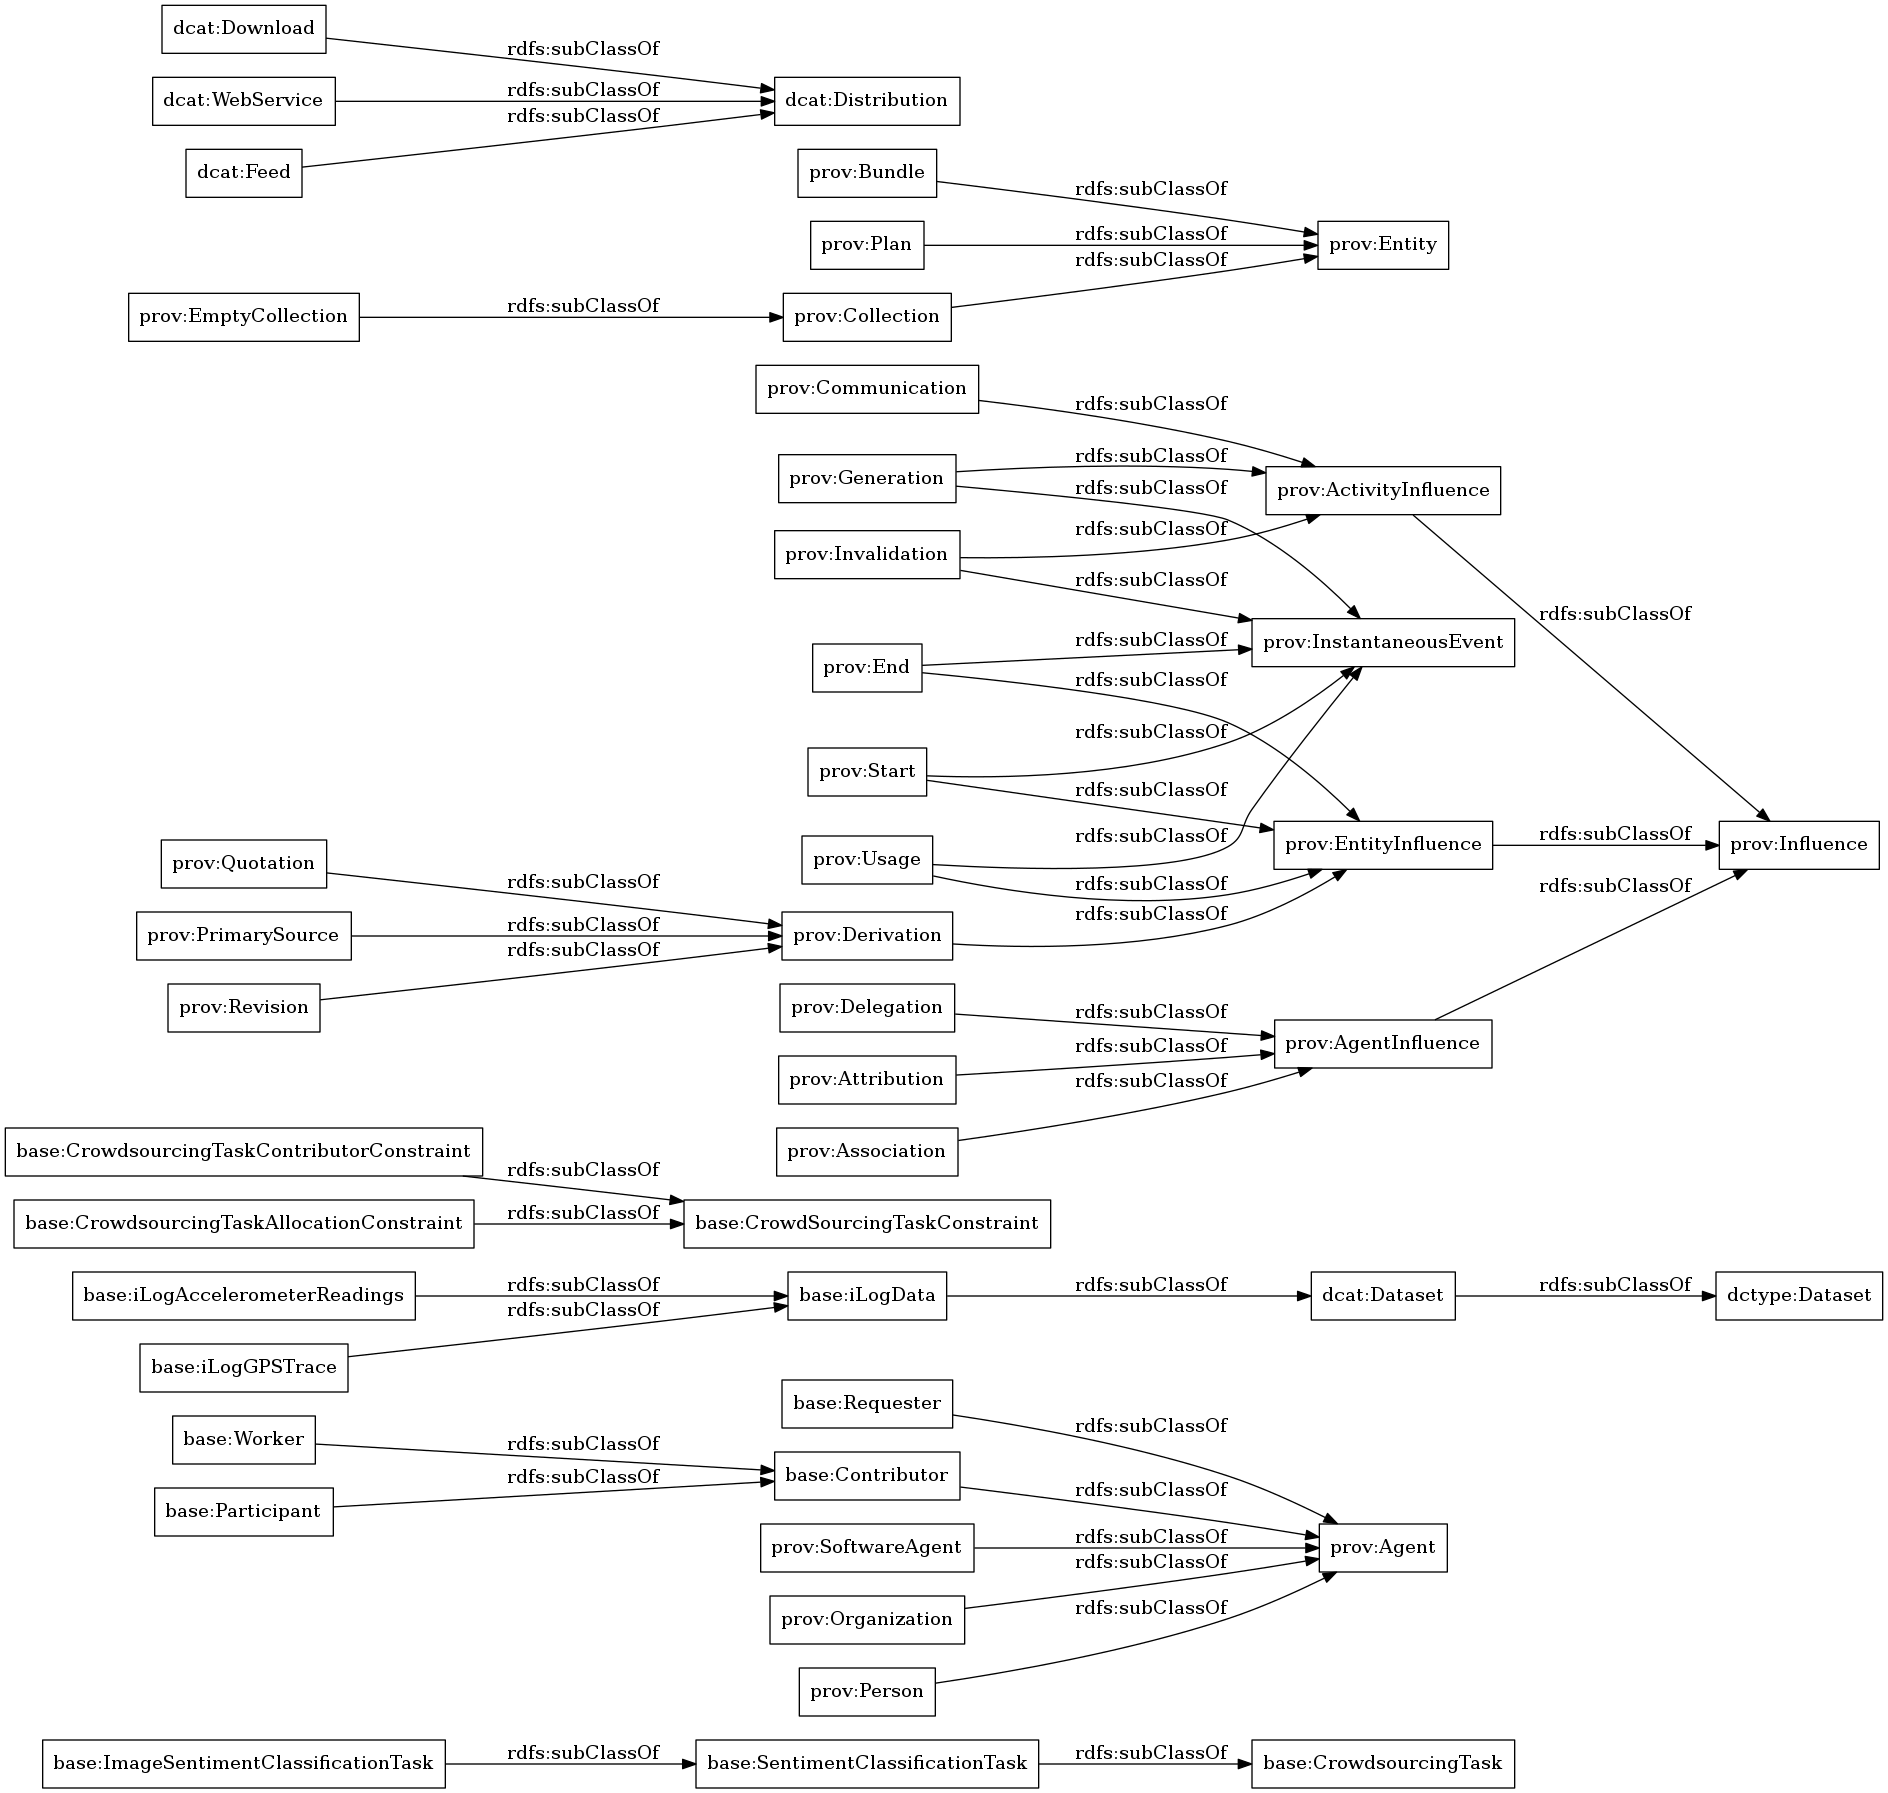 dcat:Download
rdfs:subClassOf
dcat:WebService
rdfs:subClassOf
dcat:Distribution
rdfs:subClassOf
dcat:Feed
prov:Bundle
rdfs:subClassOf
prov:Plan
rdfs:subClassOf
prov:Entity
rdfs:subClassOf
prov:EmptyCollection
rdfs:subClassOf
prov:Collection
prov:Communication
rdfs:subClassOf
prov:Generation
rdfs:subClassOf
rdfs:subClassOf
prov:ActivityInfluence
rdfs:subClassOf
prov:Invalidation
rdfs:subClassOf
rdfs:subClassOf
prov:InstantaneousEvent
rdfs:subClassOf
prov:End
rdfs:subClassOf
rdfs:subClassOf
prov:Start
rdfs:subClassOf
rdfs:subClassOf
prov:Quotation
prov:Usage
rdfs:subClassOf
prov:EntityInfluence
rdfs:subClassOf
prov:Influence
rdfs:subClassOf
rdfs:subClassOf
rdfs:subClassOf
prov:PrimarySource
rdfs:subClassOf
prov:Derivation
rdfs:subClassOf
rdfs:subClassOf
prov:Revision
prov:Delegation
rdfs:subClassOf
prov:AgentInfluence
rdfs:subClassOf
prov:Attribution
rdfs:subClassOf
prov:Association
base:CrowdsourcingTaskContributorConstraint
rdfs:subClassOf
base:CrowdsourcingTaskAllocationConstraint
rdfs:subClassOf
base:CrowdSourcingTaskConstraint
base:iLogAccelerometerReadings
rdfs:subClassOf
base:iLogData
rdfs:subClassOf
dcat:Dataset
rdfs:subClassOf
dctype:Dataset
rdfs:subClassOf
base:iLogGPSTrace
base:Requester
rdfs:subClassOf
base:Worker
rdfs:subClassOf
base:Contributor
rdfs:subClassOf
rdfs:subClassOf
base:Participant
prov:SoftwareAgent
rdfs:subClassOf
prov:Agent
rdfs:subClassOf
prov:Organization
rdfs:subClassOf
prov:Person
base:ImageSentimentClassificationTask
rdfs:subClassOf
base:SentimentClassificationTask
rdfs:subClassOf
base:CrowdsourcingTask